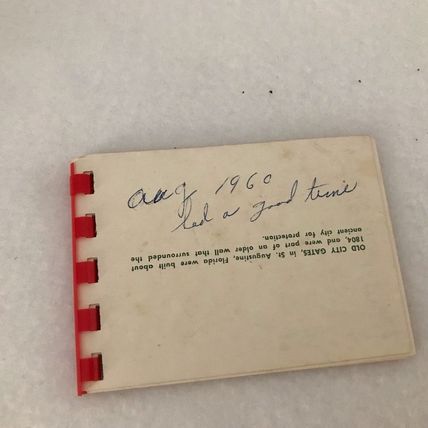 aug 1960
had a good time
OLD CITY GATES, in St. Augustine, Florida were built about
1804, and were part of an older wall that surrounded the
ancient city for protection.